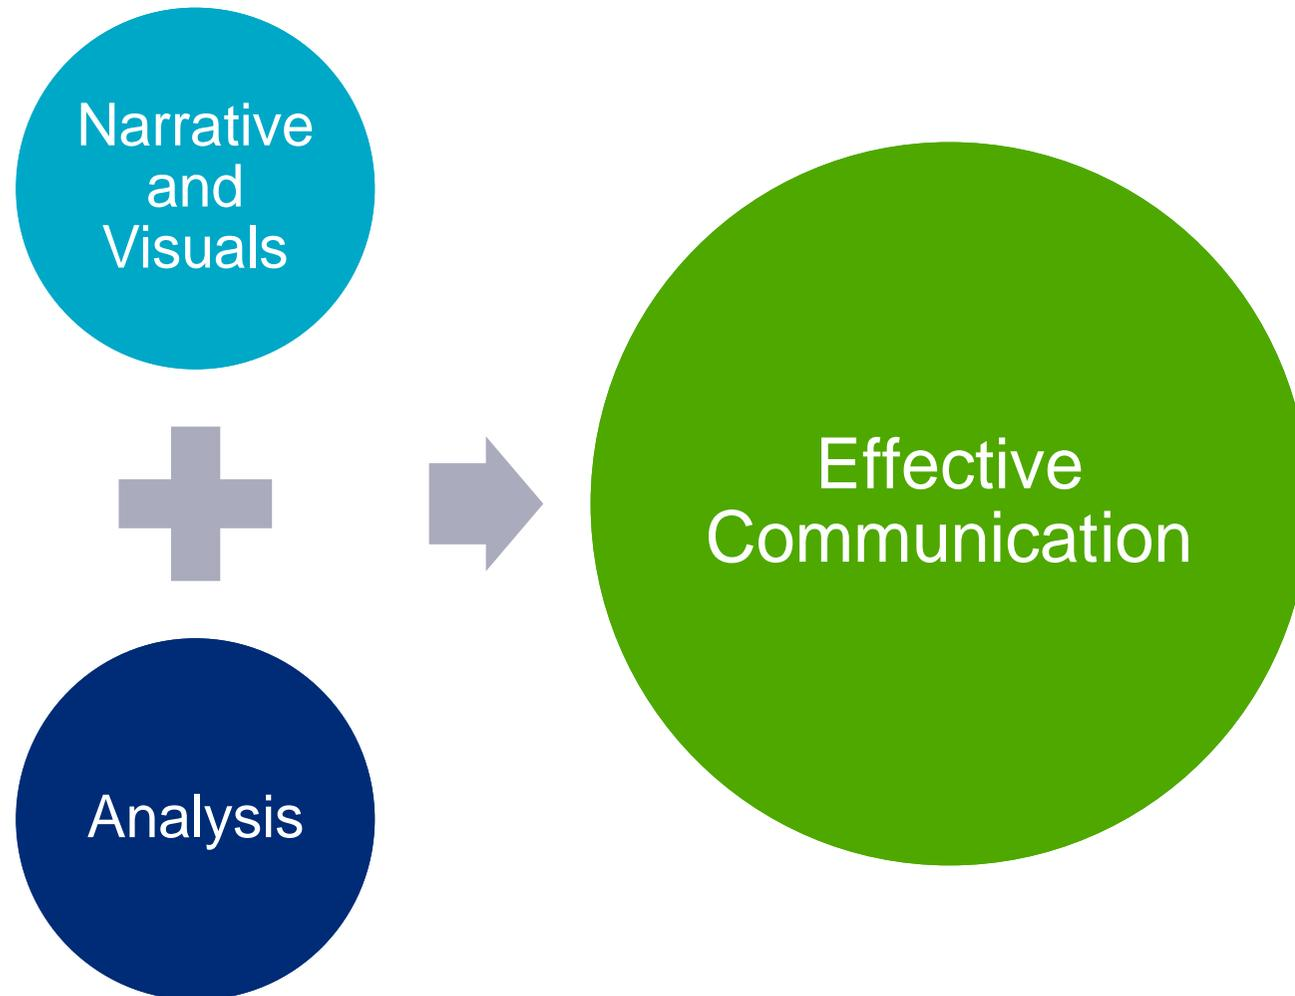 Narrative
and
Visuals
Analysis
Effective
Communication